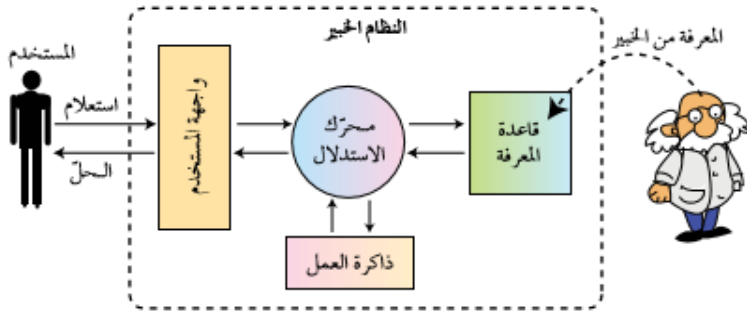 النظام الخبير
المعرفة من الخبير
المستخدم
استعلام
الحلّ
واجهة المستخدم
محرّك
الاستدلال
قاعدة
المعرفة
ذاكرة العمل